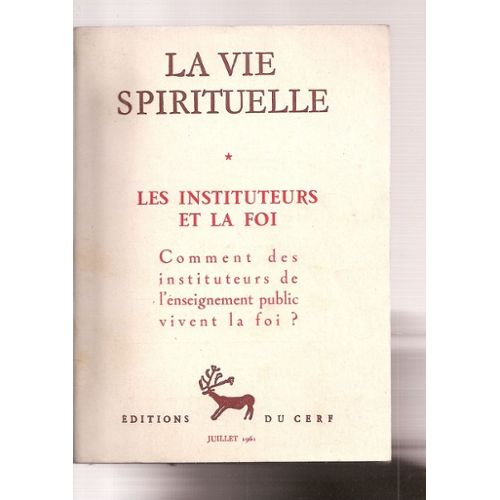 LA VIE
SPIRITUELLE
*
LES INSTITUTEURS
ET LA FOI
Comment des
instituteurs de
l'enseignement public
vivent la foi ?
EDITIONS DU CERF
JUILLET 1961